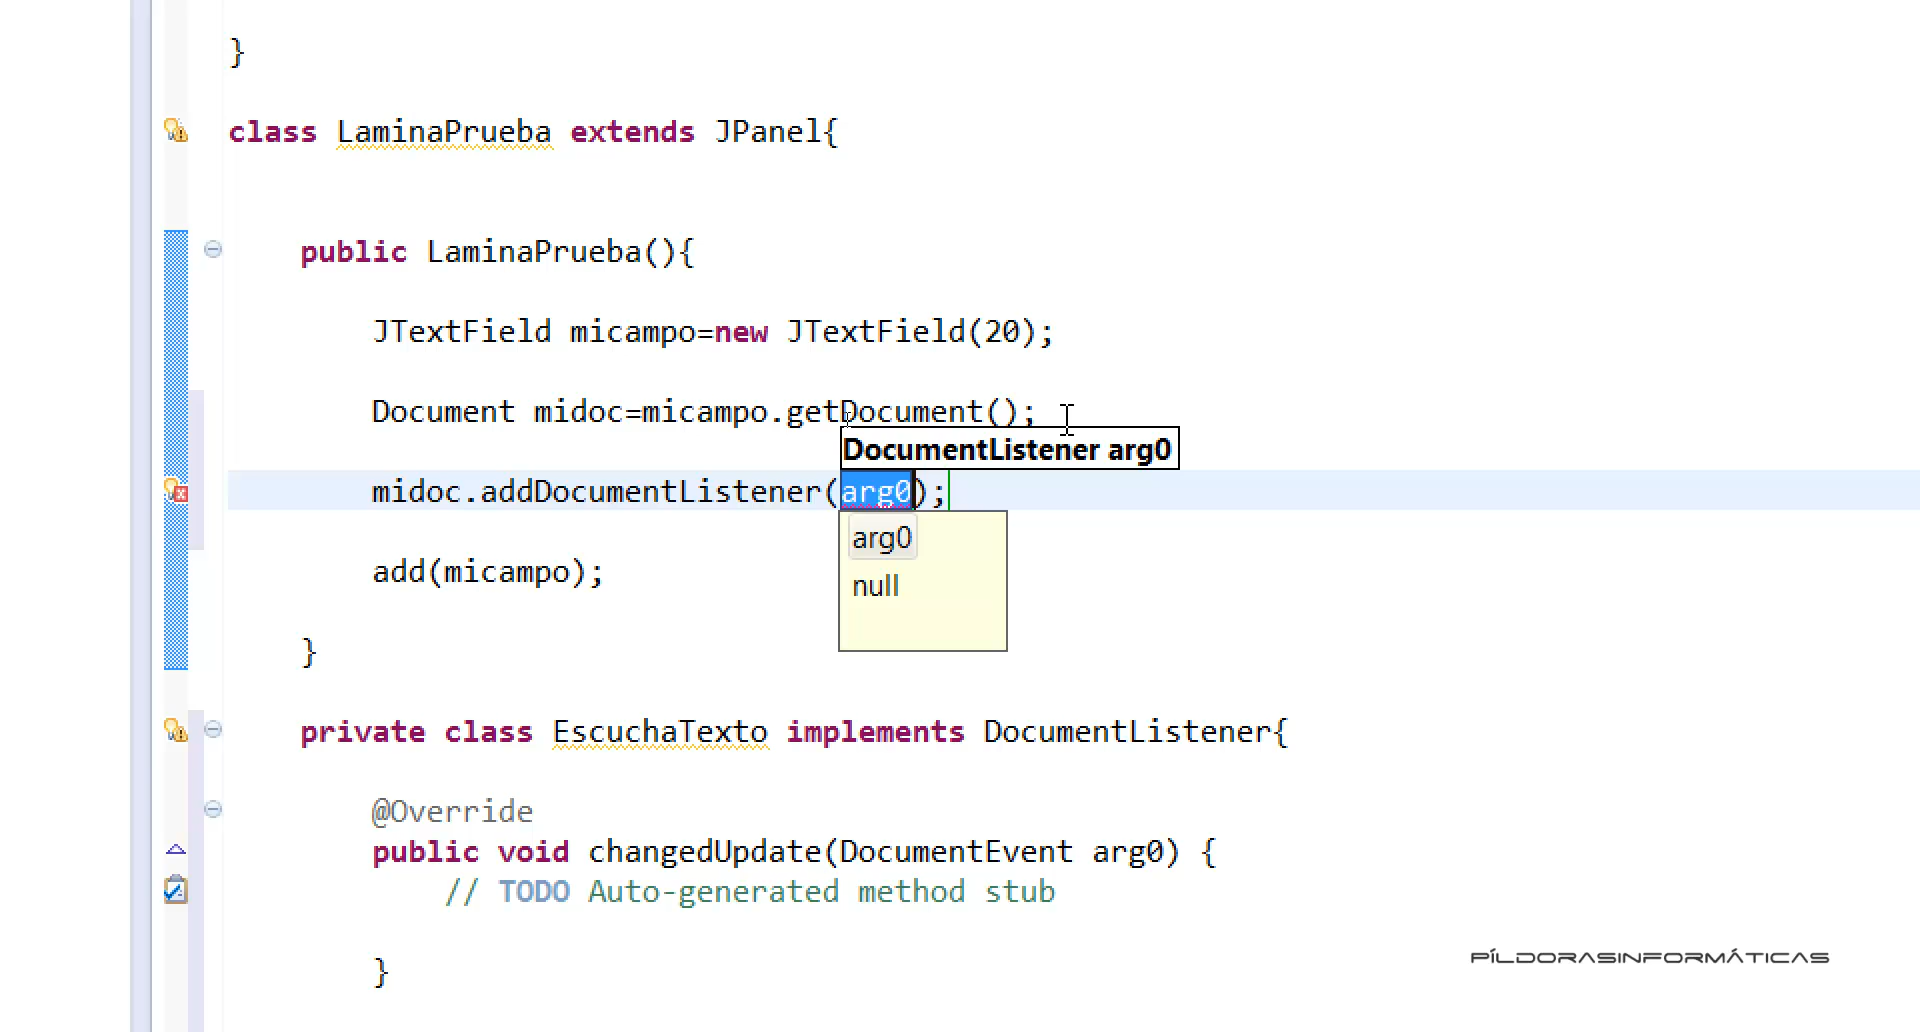 }
class LaminaPrueba extends JPanel{
public LaminaPrueba(){
JTextField micampo=new JTextField(20);
Document midoc=micampo.getDocument();
DocumentListener arg0
midoc.addDocumentListener(arg0);
arg0
null
add(micampo);
}
private class EscuchaTexto implements DocumentListener{
@Override
public void changedUpdate(DocumentEvent arg0) {
// TODO Auto-generated method stub
}
PÍLDORASINFORMÁTICAS